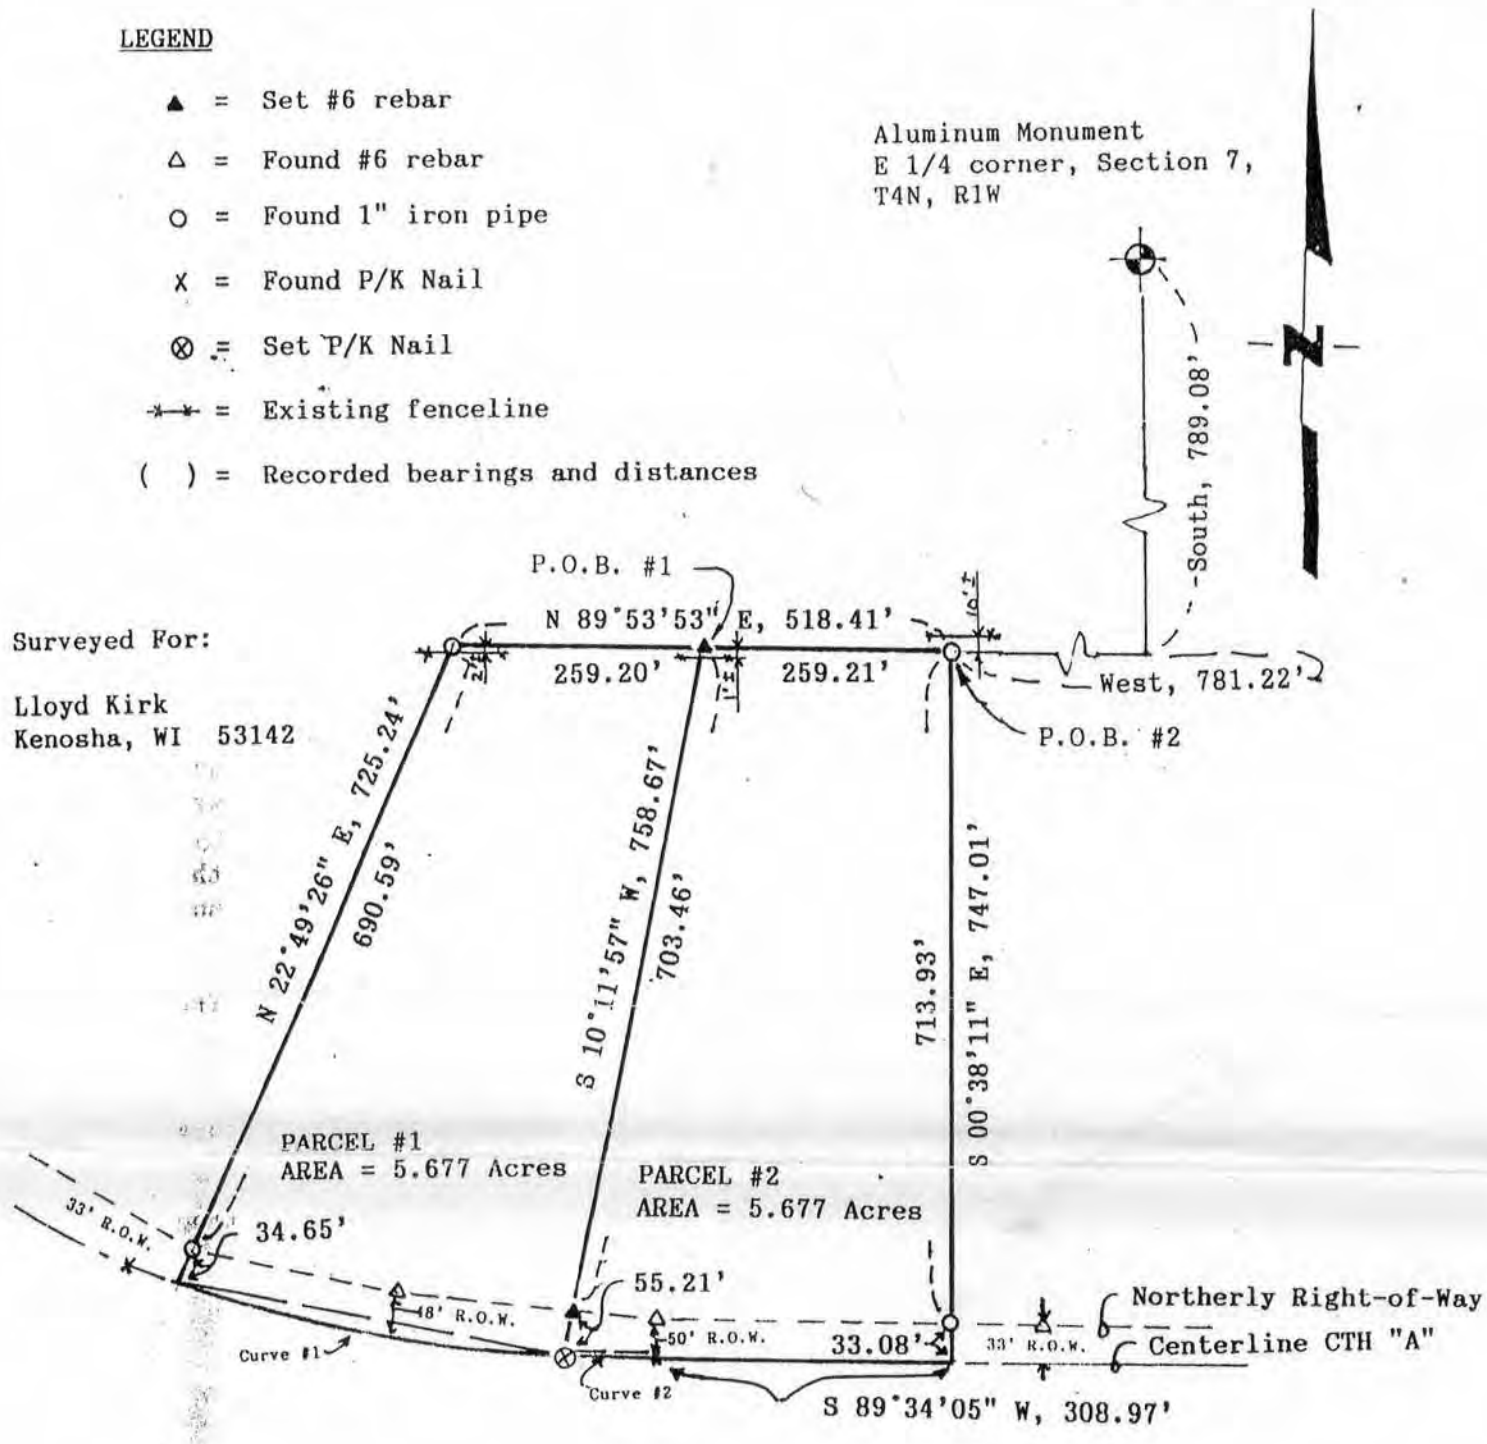 LEGEND
▲ = Set #6 rebar
△ = Found #6 rebar
○ = Found 1" iron pipe
X = Found P/K Nail
⊗ = Set P/K Nail
-x—x- = Existing fenceline
( ) = Recorded bearings and distances
Aluminum Monument
E 1/4 corner, Section 7,
T4N, R1W
N
South, 789.08'
P.O.B. #1
N 89°53'53" E, 518.41'
10'±
Surveyed For:
259.20'
259.21'
2'±
1'±
West, 781.22'
Lloyd Kirk
Kenosha, WI 53142
P.O.B. #2
N 22°49'26" E, 725.24'
690.59'
S 10°11'57" W, 758.67'
703.46'
713.93'
S 00°38'11" E, 747.01'
PARCEL #1
AREA = 5.677 Acres
PARCEL #2
AREA = 5.677 Acres
33' R.O.W.
34.65'
55.21'
48' R.O.W.
50' R.O.W.
33.08'
33' R.O.W.
Northerly Right-of-Way
Centerline CTH "A"
Curve #1
Curve #2
S 89°34'05" W, 308.97'